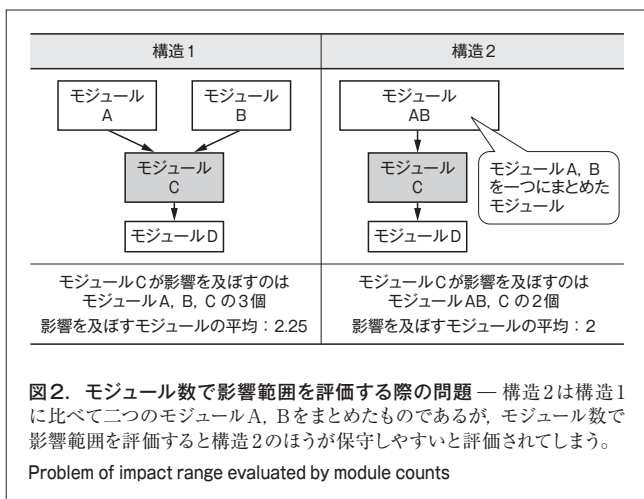 構造1
構造2
モジュール
A
モジュール
B
モジュール
AB
モジュール
C
モジュール
C
モジュールA, B
を一つにまとめた
モジュール
モジュールD
モジュールD
モジュールCが影響を及ぼすのは
モジュールA, B, Cの3個
影響を及ぼすモジュールの平均：2.25
モジュールCが影響を及ぼすのは
モジュールAB, Cの2個
影響を及ぼすモジュールの平均：2
図2．モジュール数で影響範囲を評価する際の問題 — 構造2は構造1
に比べて二つのモジュールA, Bをまとめたものであるが, モジュール数で
影響範囲を評価すると構造2のほうが保守しやすいと評価されてしまう。
Problem of impact range evaluated by module counts